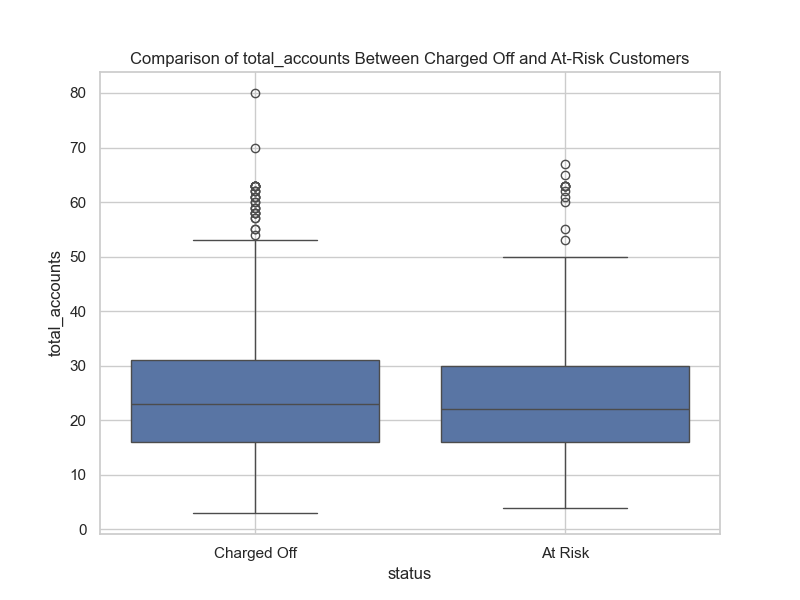 Comparison of total_accounts Between Charged Off and At-Risk Customers
80
70
60
50
40
30
20
10
0
total_accounts
Charged Off
At Risk
status